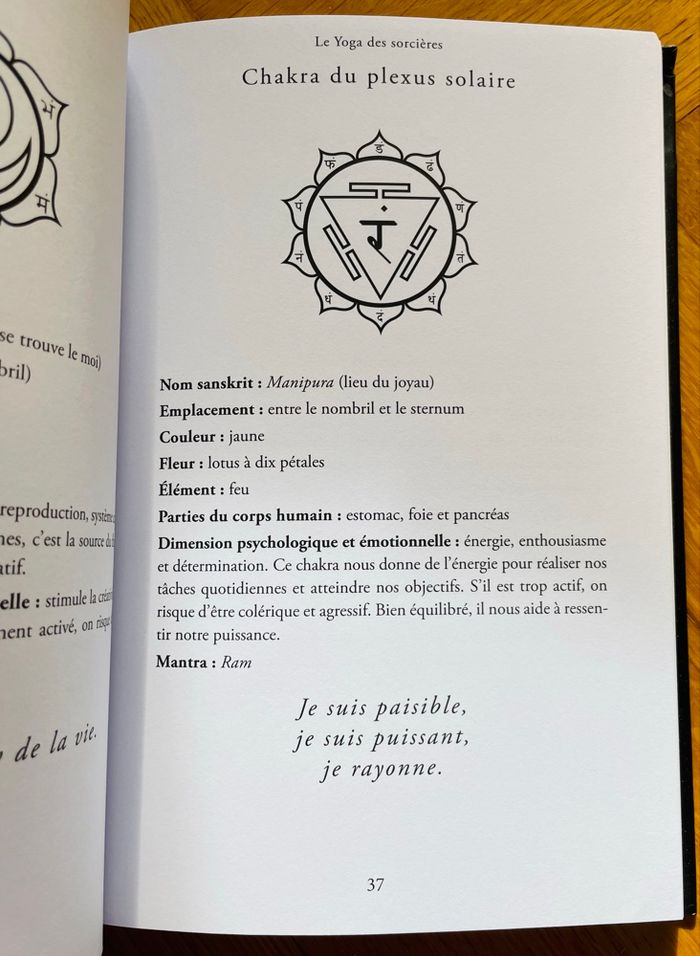 भं
मं
se trouve le moi)
bril)
reproduction, système
nes, c’est la source du
atif.
elle : stimule la
ment activé, on risque
de la vie.
Le Yoga des sorcières
Chakra du plexus solaire
फं डं ढं
पं रं णं
नं तं
धं दं थं
Nom sanskrit : Manipura (lieu du joyau)
Emplacement : entre le nombril et le sternum
Couleur : jaune
Fleur : lotus à dix pétales
Élément : feu
Parties du corps humain : estomac, foie et pancréas
Dimension psychologique et émotionnelle : énergie, enthousiasme
et détermination. Ce chakra nous donne de l’énergie pour réaliser nos
tâches quotidiennes et atteindre nos objectifs. S’il est trop actif, on
risque d’être colérique et agressif. Bien équilibré, il nous aide à ressen-
tir notre puissance.
Mantra : Ram
Je suis paisible,
je suis puissant,
je rayonne.
37